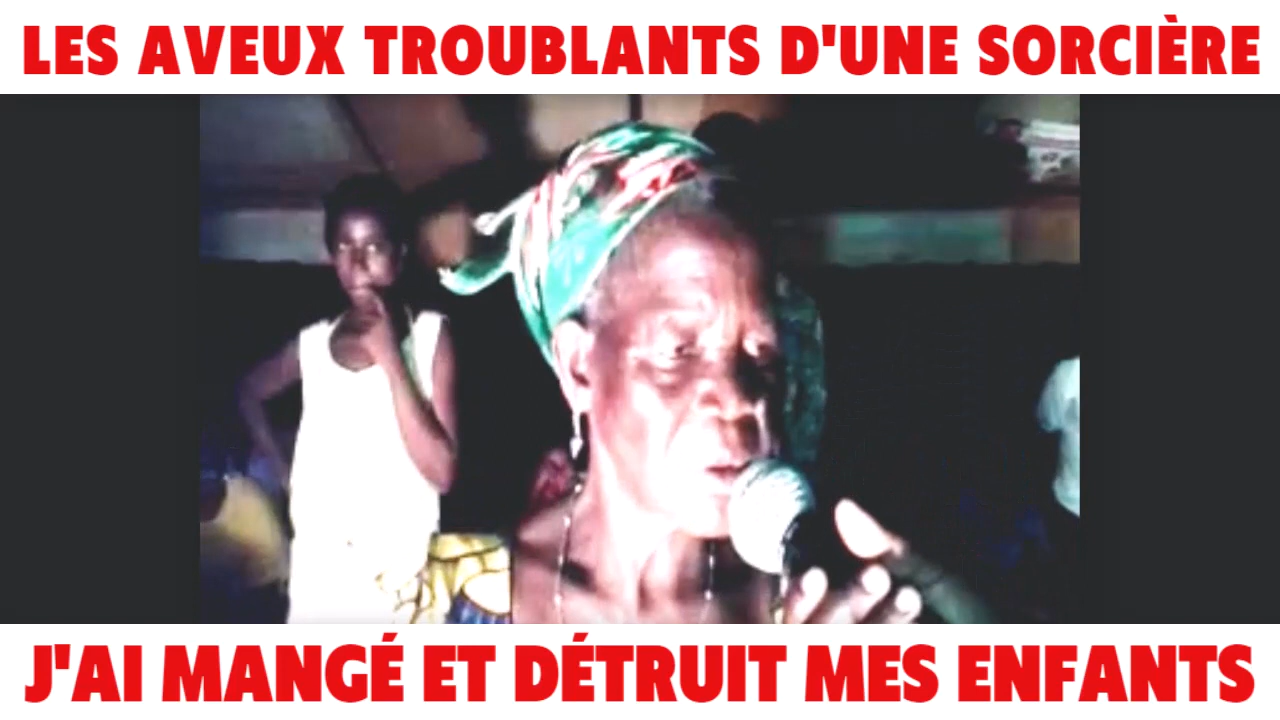 LES AVEUX TROUBLANTS D'UNE SORCIÈRE
J'AI MANGÉ ET DÉTRUIT MES ENFANTS